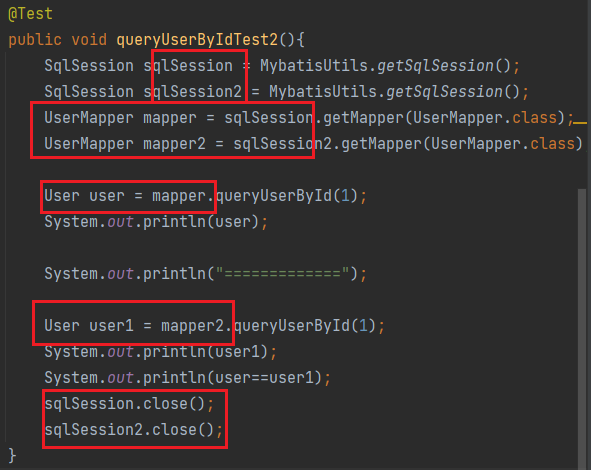 @Test
public void queryUserByIdTest2(){
SqlSession sqlSession = MybatisUtils.getSqlSession();
SqlSession sqlSession2 = MybatisUtils.getSqlSession();
UserMapper mapper = sqlSession.getMapper(UserMapper.class);
UserMapper mapper2 = sqlSession2.getMapper(UserMapper.class)
User user = mapper.queryUserById(1);
System.out.println(user);
System.out.println("=============");
User user1 = mapper2.queryUserById(1);
System.out.println(user1);
System.out.println(user==user1);
sqlSession.close();
sqlSession2.close();
}